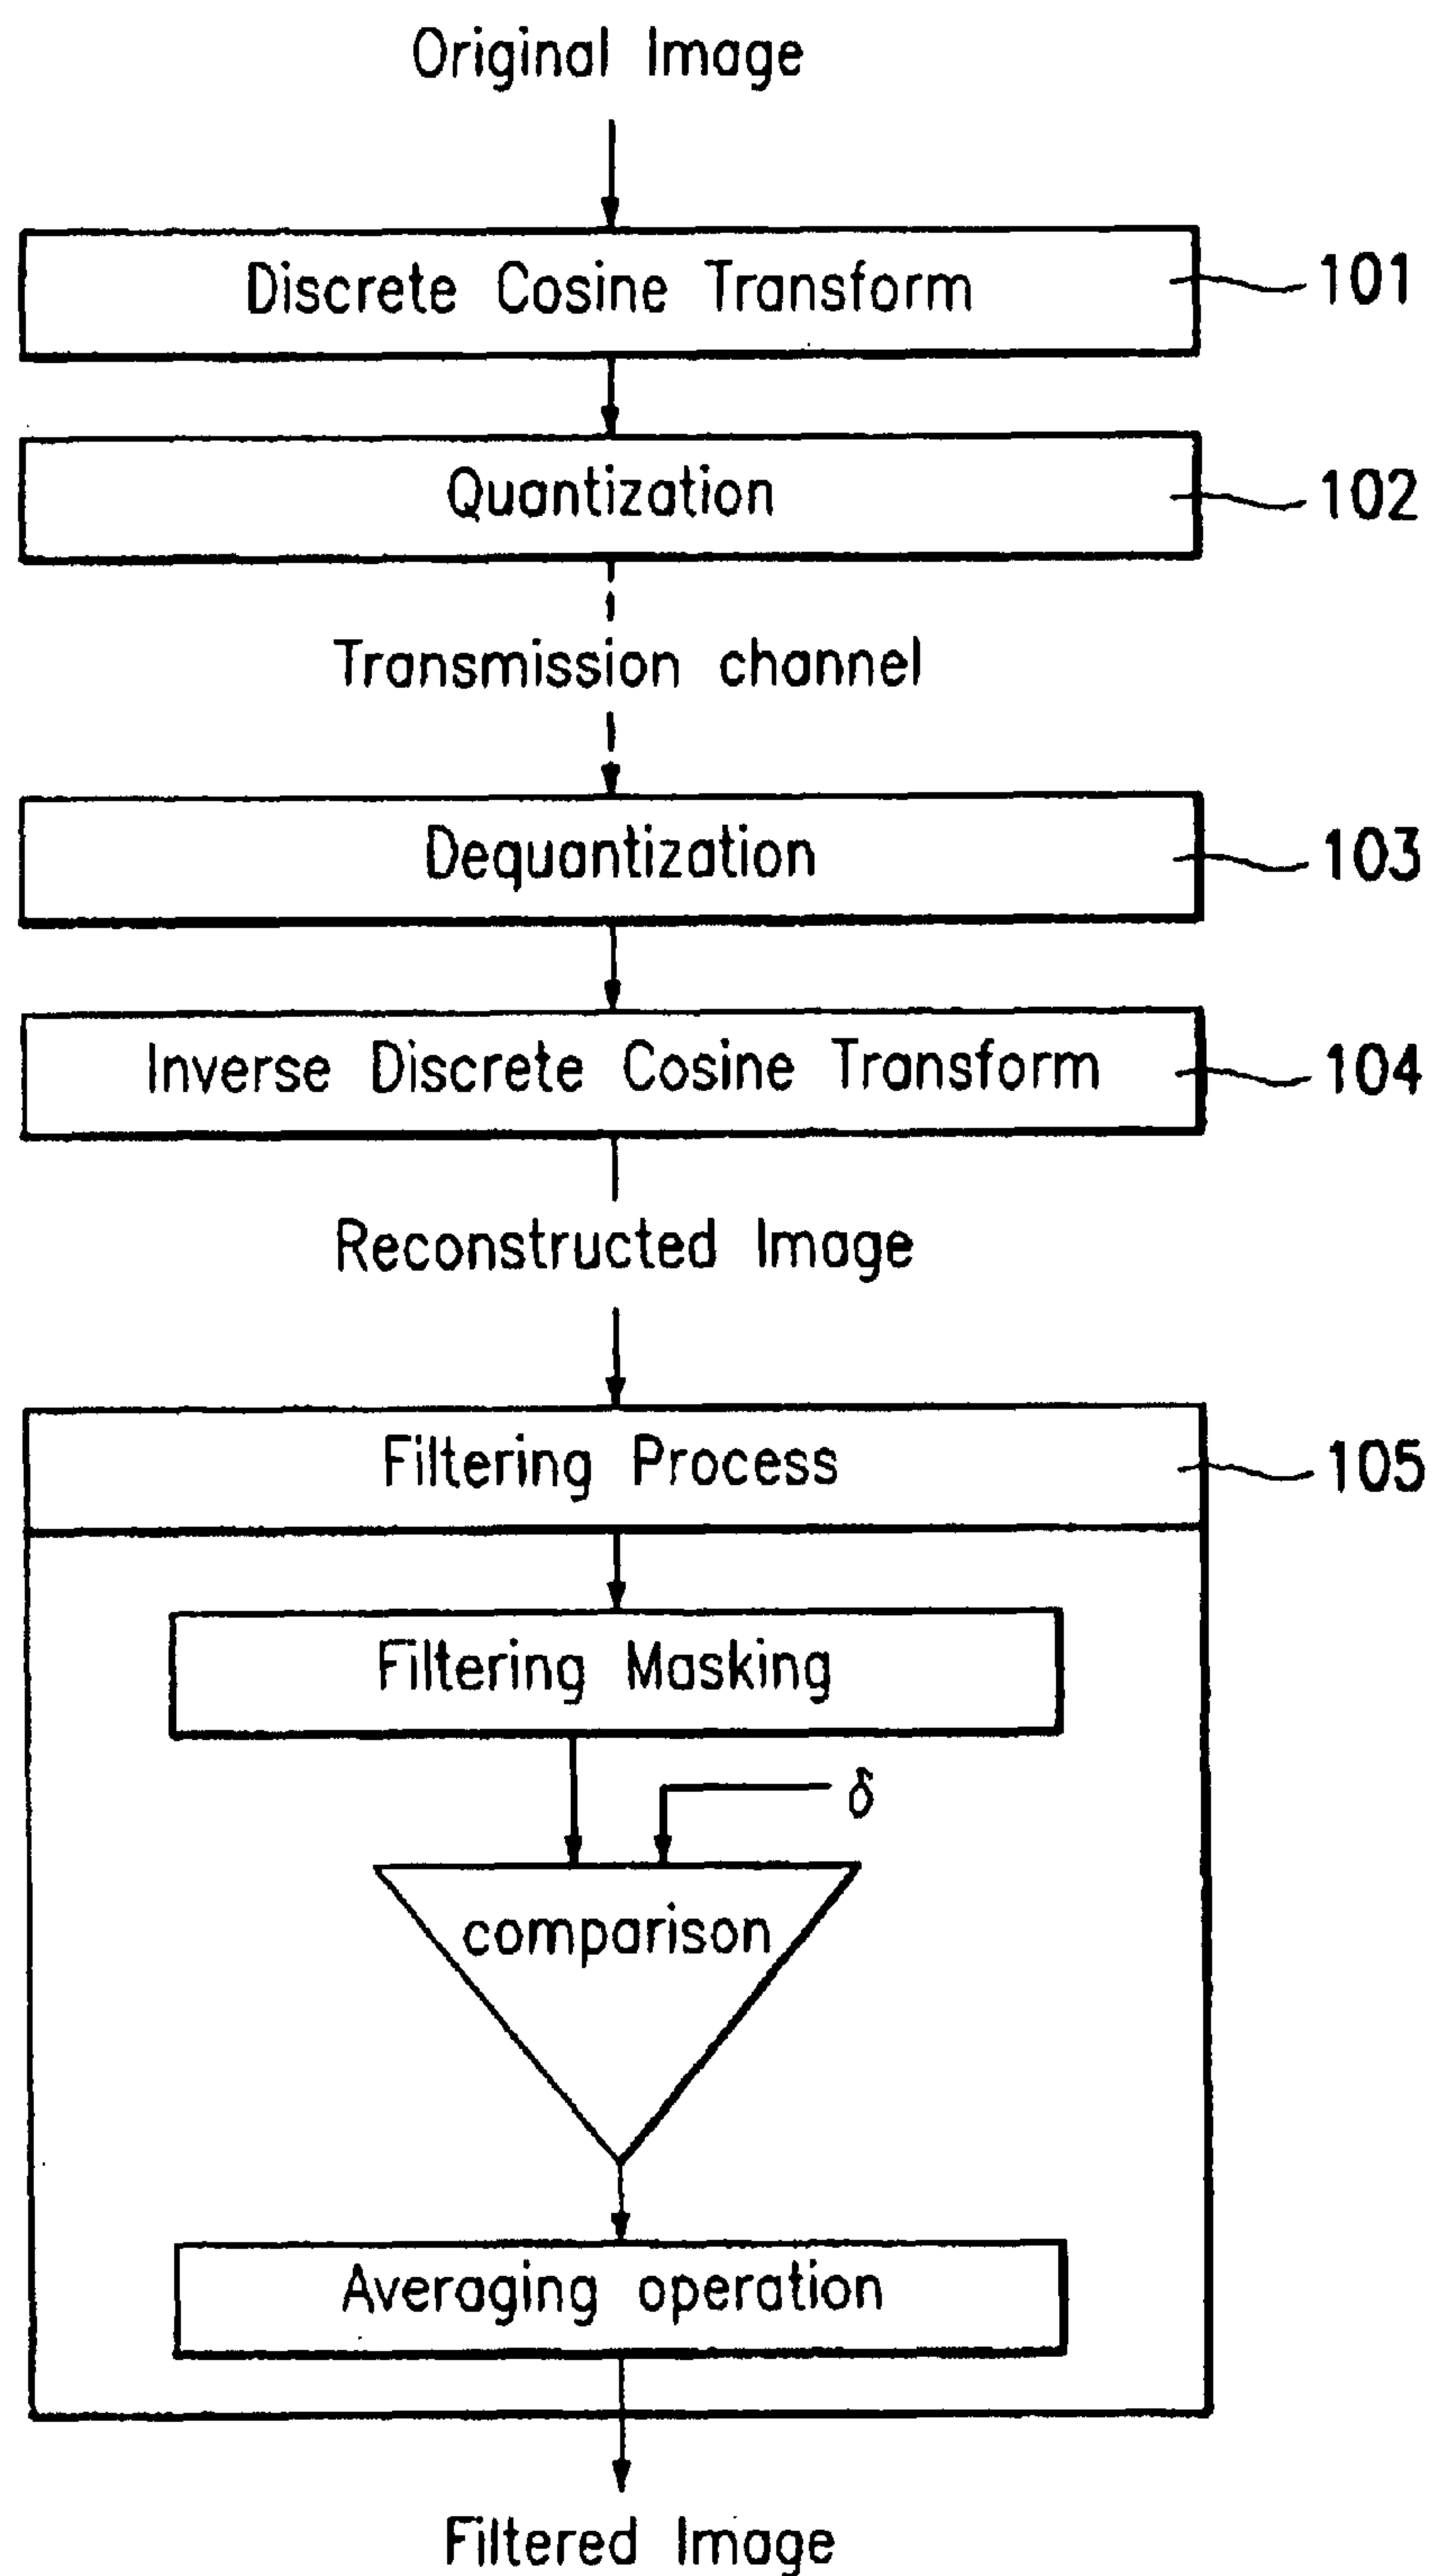 Original Image
Discrete Cosine Transform 101
Quantization 102
Transmission channel
Dequantization 103
Inverse Discrete Cosine Transform 104
Reconstructed Image
Filtering Process 105
Filtering Masking
δ
comparison
Averaging operation
Filtered Image